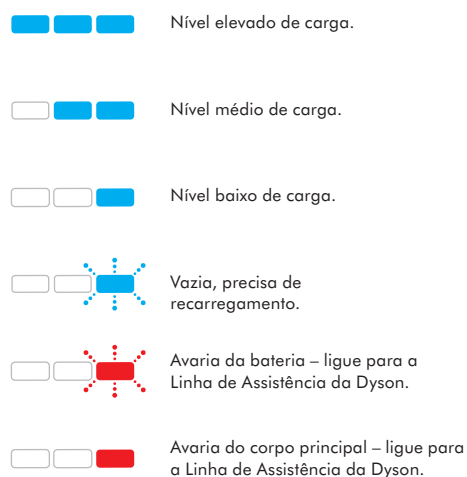 Nível elevado de carga.
Nível médio de carga.
Nível baixo de carga.
Vazia, precisa de
recarregamento.
Avaria da bateria – ligue para a
Linha de Assistência da Dyson.
Avaria do corpo principal – ligue para
a Linha de Assistência da Dyson.